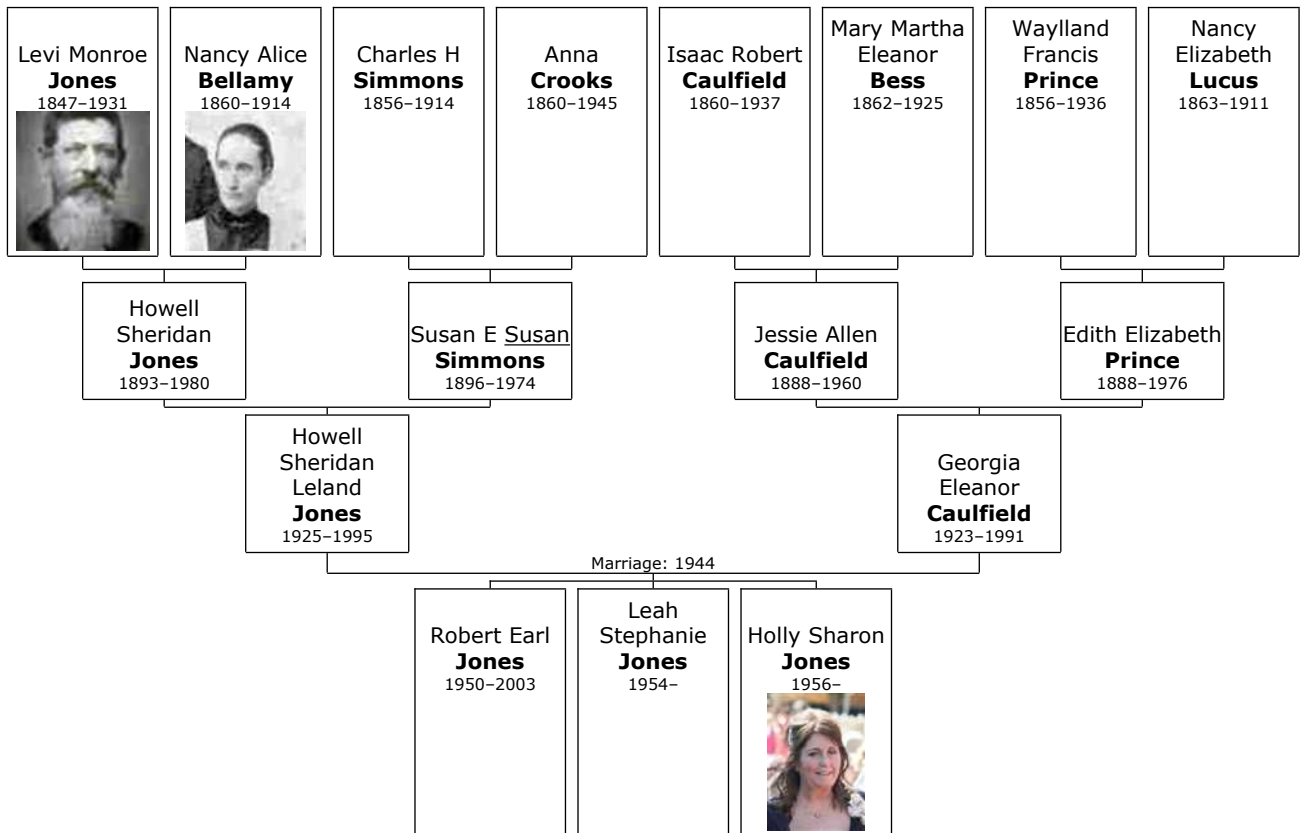 Levi Monroe
Jones
1847–1931
Nancy Alice
Bellamy
1860–1914
Charles H
Simmons
1856–1914
Anna
Crooks
1860–1945
Isaac Robert
Caulfield
1860–1937
Mary Martha
Eleanor
Bess
1862–1925
Waylland
Francis
Prince
1856–1936
Nancy
Elizabeth
Lucus
1863–1911
Howell
Sheridan
Jones
1893–1980
Susan E Susan
Simmons
1896–1974
Jessie Allen
Caulfield
1888–1960
Edith Elizabeth
Prince
1888–1976
Howell
Sheridan
Leland
Jones
1925–1995
Georgia
Eleanor
Caulfield
1923–1991
Marriage: 1944
Robert Earl
Jones
1950–2003
Leah
Stephanie
Jones
1954–
Holly Sharon
Jones
1956–